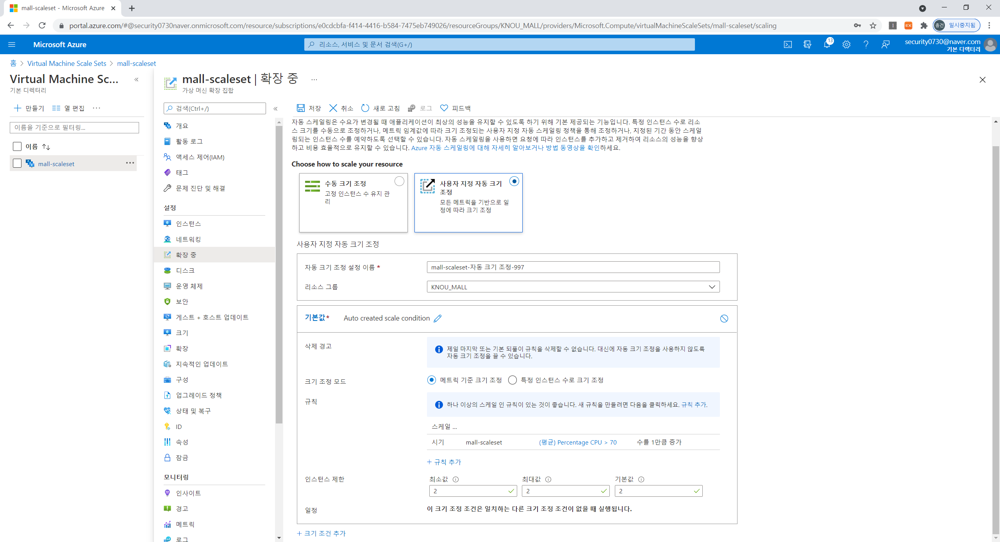 mall-scaleset - Microsoft Azure
portal.azure.com/#@security0730naver.onmicrosoft.com/resource/subscriptions/e0cdcbfa-f414-4416-b584-7475eb749026/resourceGroups/KNOU_MALL/providers/Microsoft.Compute/virtualMachineScaleSets/mall-scaleset/scaling
EX
충건 일시중지됨
Microsoft Azure
리소스, 서비스 및 문서 검색(G+/)
13
security0730@naver.com
기본 디렉터리
홈 > Virtual Machine Scale Sets > mall-scaleset
Virtual Machine Sc...
기본 디렉터리
만들기 열 편집 ...
이름을 기준으로 필터링...
이름
mall-scaleset ...
mall-scaleset | 확장 중 ...
가상 머신 확장 집합
검색(Ctrl+/)
개요
활동 로그
액세스 제어(IAM)
태그
문제 진단 및 해결
설정
인스턴스
네트워킹
확장 중
디스크
운영 체제
보안
게스트 + 호스트 업데이트
크기
확장
지속적인 업데이트
구성
업그레이드 정책
상태 및 복구
ID
속성
잠금
모니터링
인사이트
경고
메트릭
로그
저장 취소 새로 고침 로그 피드백
자동 스케일링은 수요가 변경될 때 애플리케이션이 최상의 성능을 유지할 수 있도록 하기 위해 기본 제공되는 기능입니다. 특정 인스턴스 수로 리소
스 크기를 수동으로 조정하거나, 메트릭 임계값에 따라 크기 조정되는 사용자 지정 자동 스케일링 정책을 통해 조정하거나, 지정된 기간 동안 스케일
링되는 인스턴스 수를 예약하도록 선택할 수 있습니다. 자동 스케일링을 사용하면 요청에 따라 인스턴스를 추가하고 제거하여 리소스의 성능을 향상
하고 비용 효율적으로 유지할 수 있습니다. Azure 자동 스케일링에 대해 자세히 알아보거나 방법 동영상을 확인하세요.
Choose how to scale your resource
수동 크기 조정
고정 인스턴스 수 유지 관
리
사용자 지정 자동 크기
조정
모든 메트릭을 기반으로 일
정에 따라 크기 조정
사용자 지정 자동 크기 조정
자동 크기 조정 설정 이름 * mall-scaleset-자동 크기 조정-997
리소스 그룹 KNOU_MALL
기본값* Auto created scale condition
삭제 경고
제일 마지막 또는 기본 되풀이 규칙을 삭제할 수 없습니다. 대신에 자동 크기 조정을 사용하지 않도록
자동 크기 조정을 끌 수 있습니다.
크기 조정 모드 메트릭 기준 크기 조정 특정 인스턴스 수로 크기 조정
규칙
하나 이상의 스케일 인 규칙이 있는 것이 좋습니다. 새 규칙을 만들려면 다음을 클릭하세요. 규칙 추가.
스케일 ...
시기 mall-scaleset (평균) Percentage CPU > 70 수를 1만큼 증가
+ 규칙 추가
인스턴스 제한 최소값 최대값 기본값
2 2 2
일정 이 크기 조정 조건은 일치하는 다른 크기 조정 조건이 없을 때 실행됩니다.
+ 크기 조건 추가